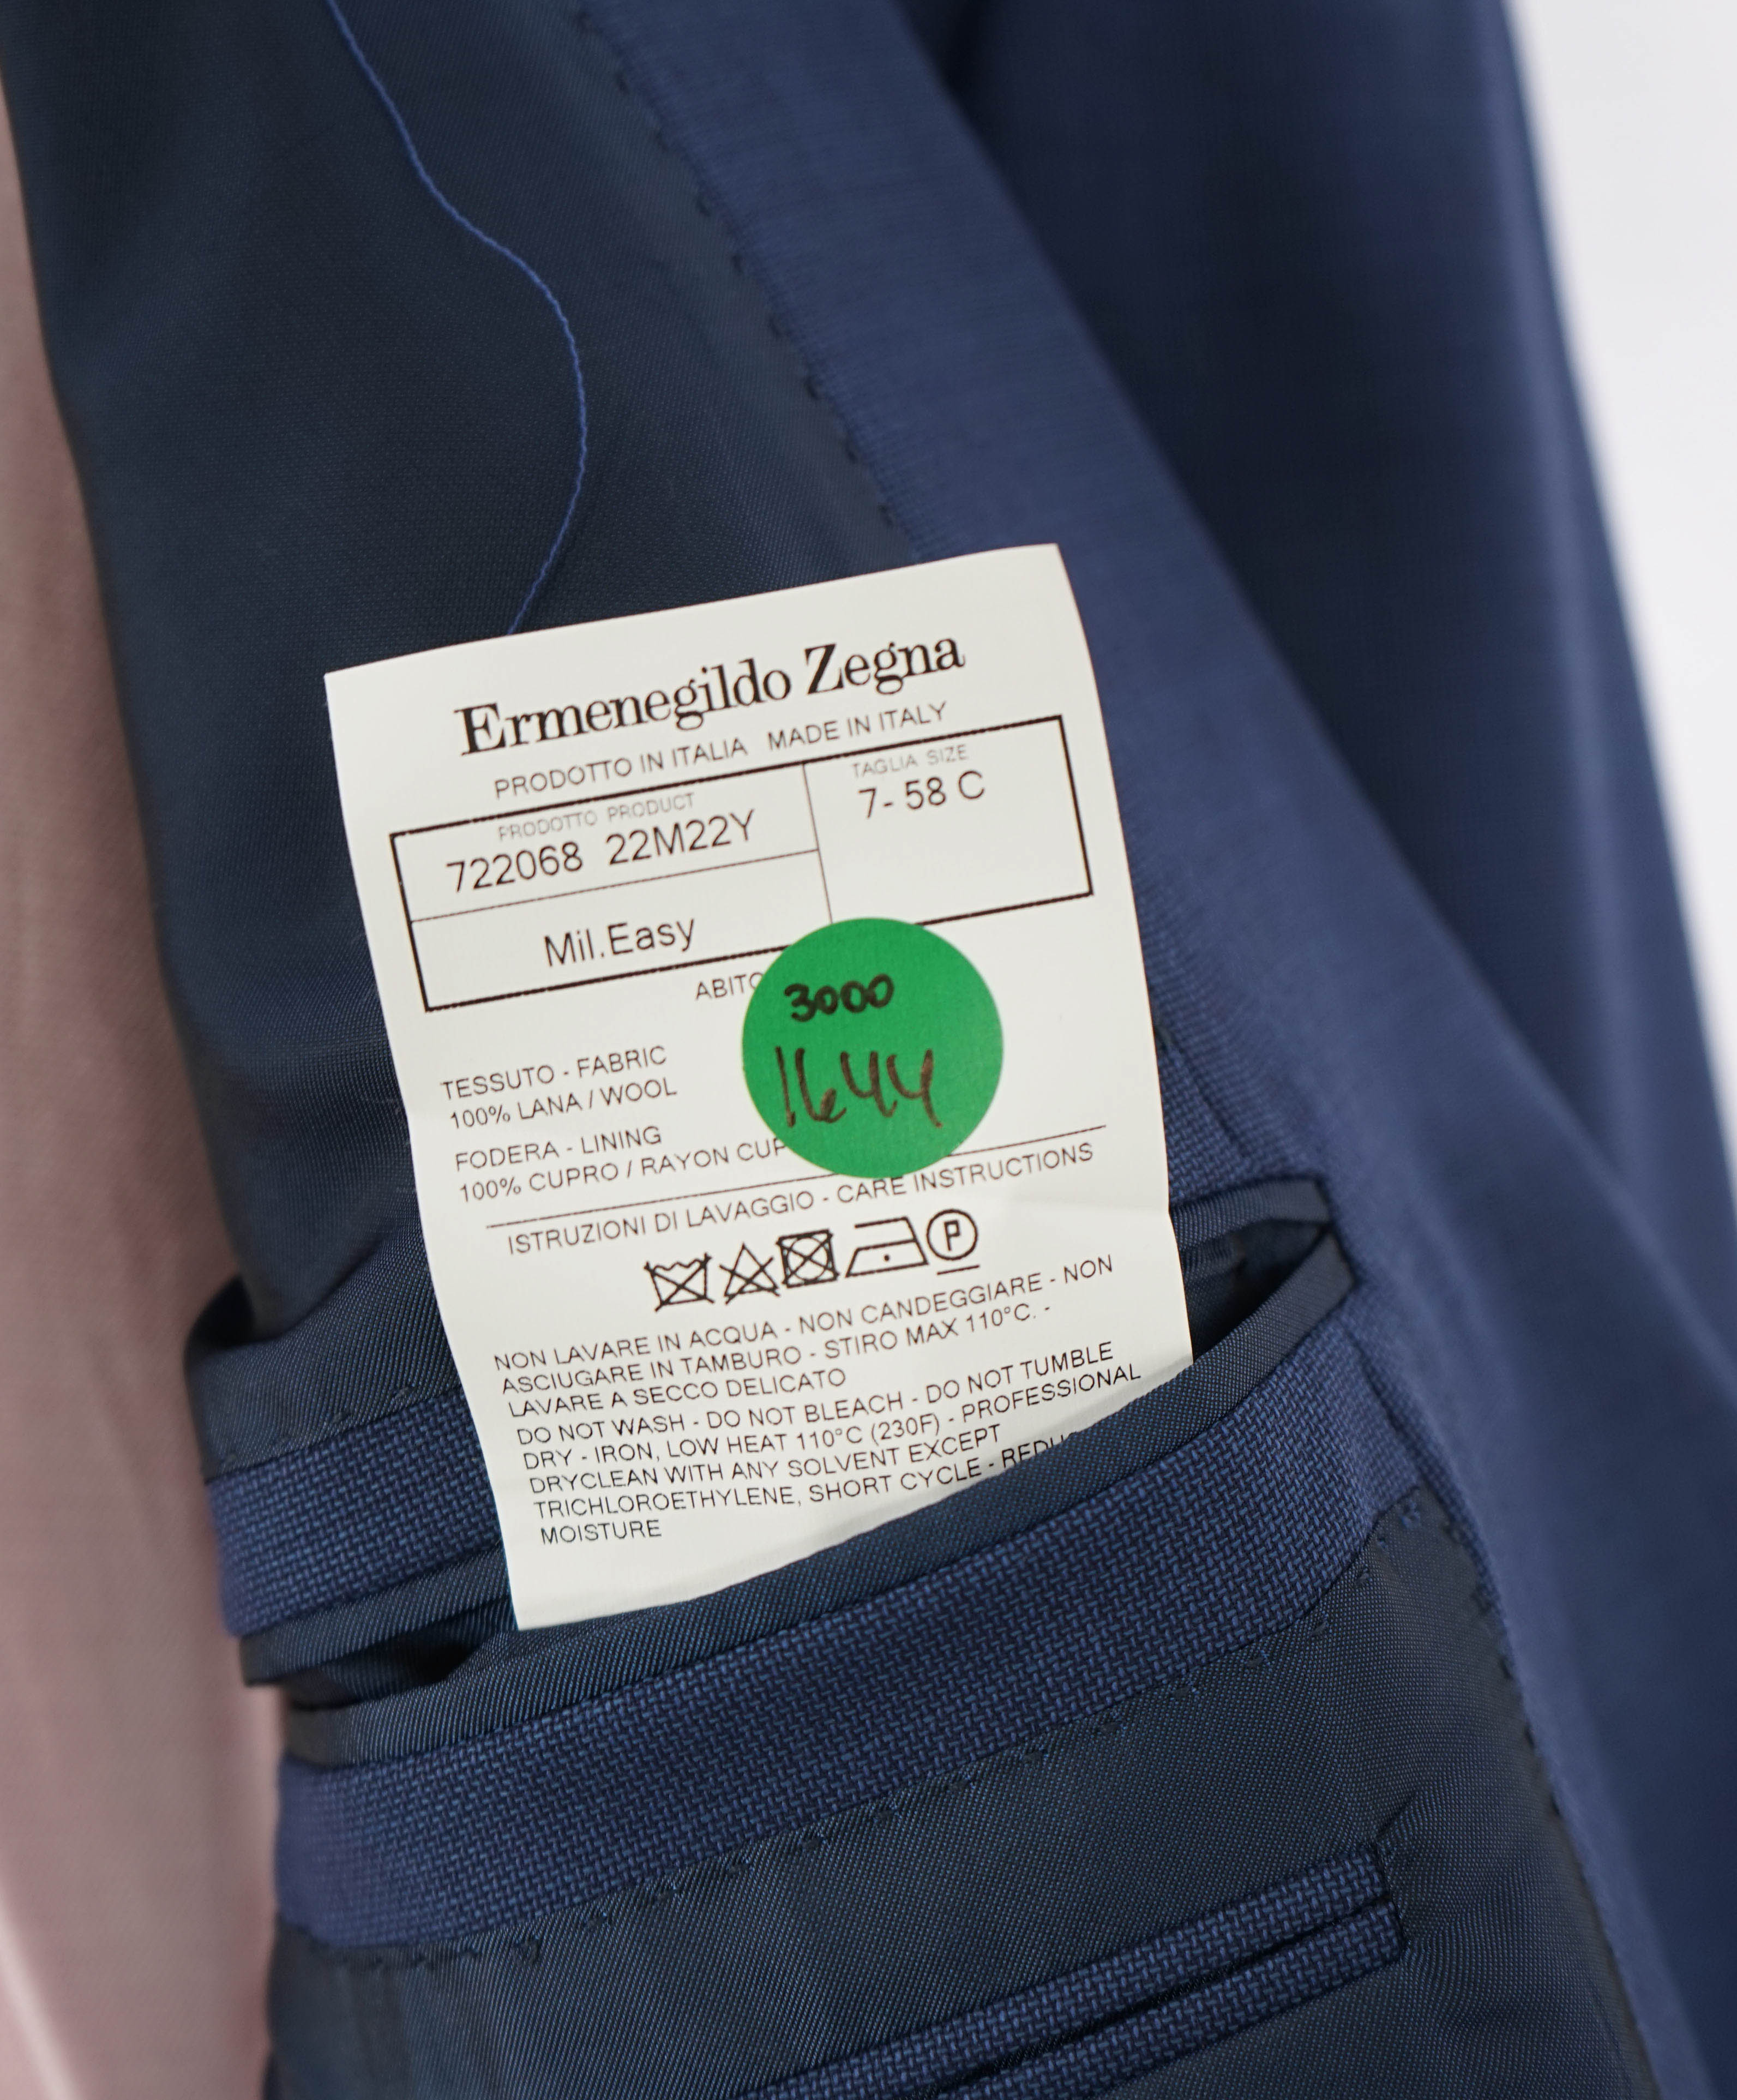 Ermenegildo Zegna
PRODOTTO IN ITALIA MADE IN ITALY
PRODOTTO PRODUCT
722068 22M22Y
TAGLIA SIZE
7- 58 C
Mil.Easy
ABITO
3000
1644
TESSUTO - FABRIC
100% LANA / WOOL
FODERA - LINING
100% CUPRO / RAYON CUP
ISTRUZIONI DI LAVAGGIO - CARE INSTRUCTIONS
P
NON LAVARE IN ACQUA - NON CANDEGGIARE - NON
ASCIUGARE IN TAMBURO - STIRO MAX 110°C. -
LAVARE A SECCO DELICATO
DO NOT WASH - DO NOT BLEACH - DO NOT TUMBLE
DRY - IRON, LOW HEAT 110°C (230F) - PROFESSIONAL
DRYCLEAN WITH ANY SOLVENT EXCEPT
TRICHLOROETHYLENE, SHORT CYCLE -
MOISTURE